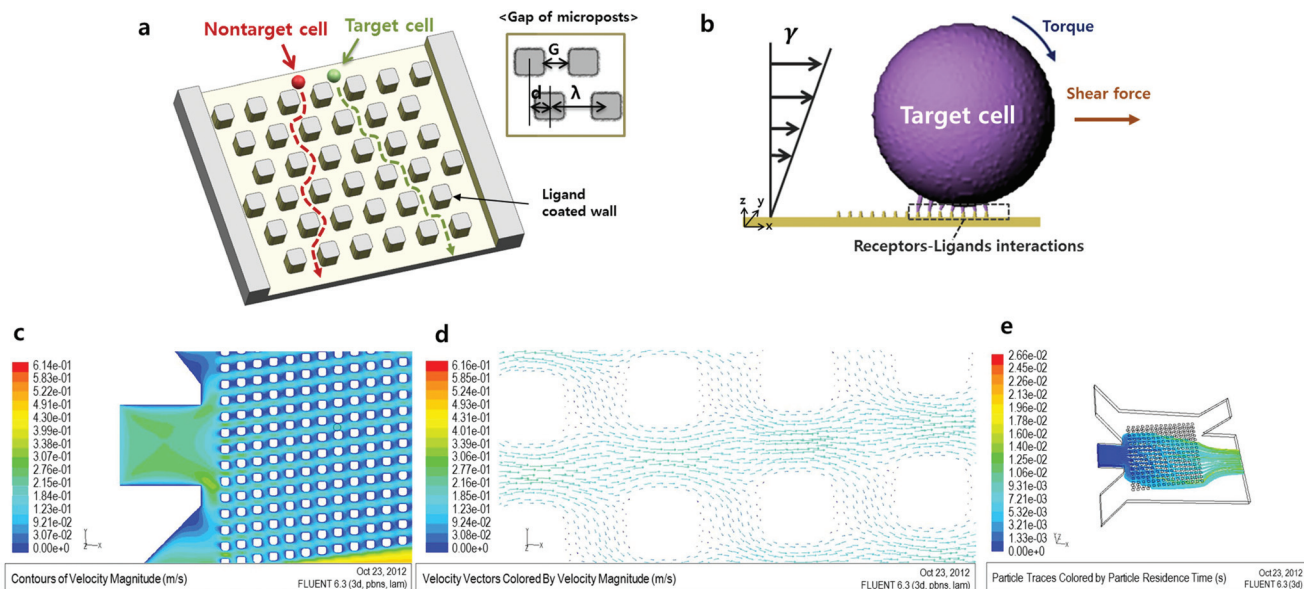 a
Nontarget cell
Target cell
<Gap of microposts>
G
d
λ
Ligand
coated wall
b
γ
Torque
Shear force
Target cell
z
y
x
Receptors-Ligands interactions
c
6.14e-01
5.83e-01
5.22e-01
4.91e-01
4.30e-01
3.99e-01
3.38e-01
3.07e-01
2.76e-01
2.15e-01
1.84e-01
1.23e-01
9.21e-02
3.07e-02
0.00e+0
Y
Z
X
Contours of Velocity Magnitude (m/s)
Oct 23, 2012
FLUENT 6.3 (3d, pbns, lam)
d
6.16e-01
5.85e-01
5.24e-01
4.93e-01
4.31e-01
4.01e-01
3.39e-01
3.08e-01
2.77e-01
2.16e-01
1.85e-01
1.23e-01
9.24e-02
3.08e-02
0.00e+0
Y
Z
X
Velocity Vectors Colored By Velocity Magnitude (m/s)
Oct 23, 2012
FLUENT 6.3 (3d, pbns, lam)
e
2.66e-02
2.45e-02
2.26e-02
2.13e-02
1.96e-02
1.78e-02
1.60e-02
1.40e-02
1.25e-02
1.06e-02
9.31e-03
7.21e-03
5.32e-03
3.21e-03
1.33e-03
0.00e+0
Y
Z
X
Particle Traces Colored by Particle Residence Time (s)
Oct 23, 2012
FLUENT 6.3 (3d)